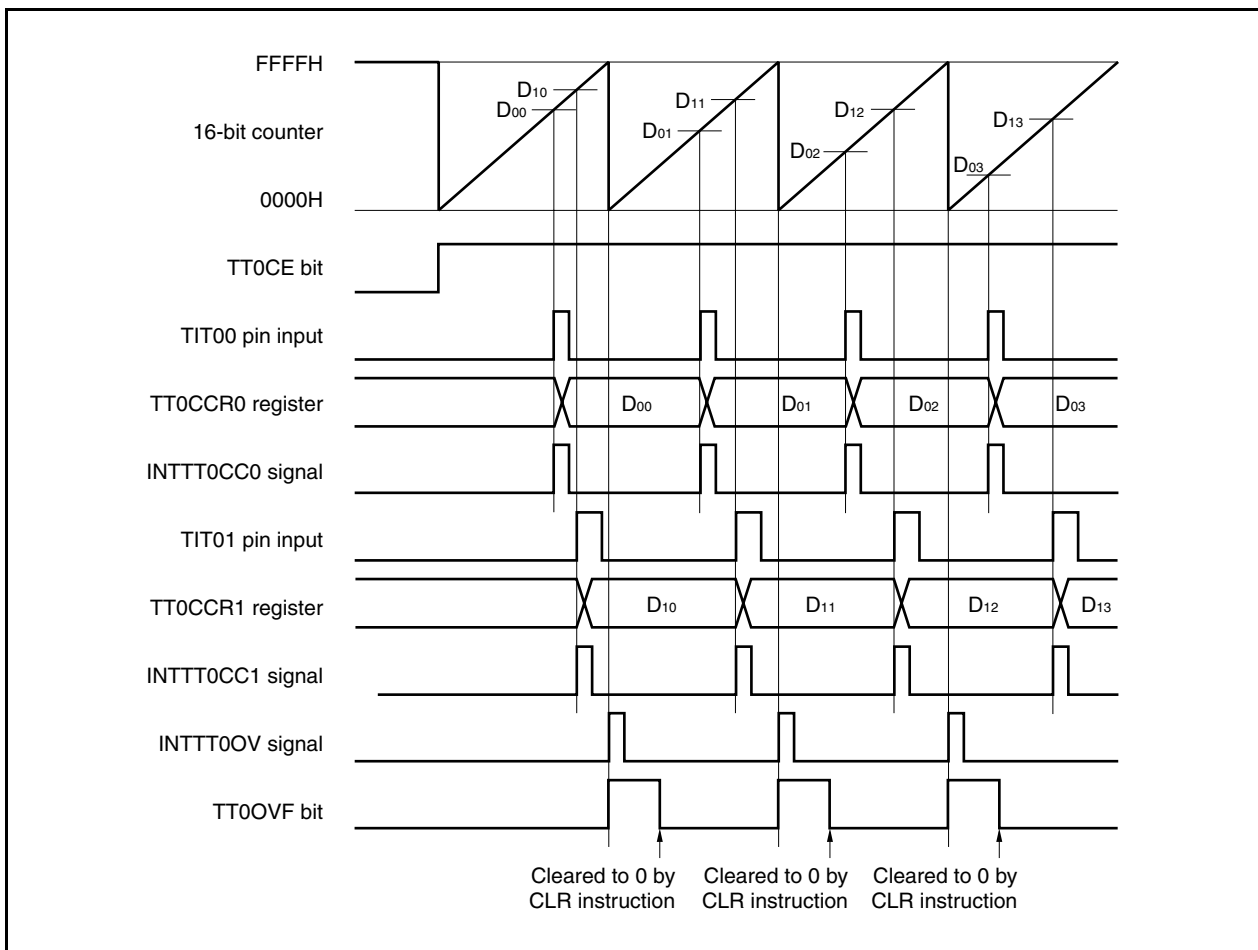 FFFFH
D10
D00
D11
D01
D12
D02
D13
D03
16-bit counter
0000H
TT0CE bit
TIT00 pin input
TT0CCR0 register
D00
D01
D02
D03
INTTT0CC0 signal
TIT01 pin input
TT0CCR1 register
D10
D11
D12
D13
INTTT0CC1 signal
INTTT0OV signal
TT0OVF bit
Cleared to 0 by
CLR instruction
Cleared to 0 by
CLR instruction
Cleared to 0 by
CLR instruction